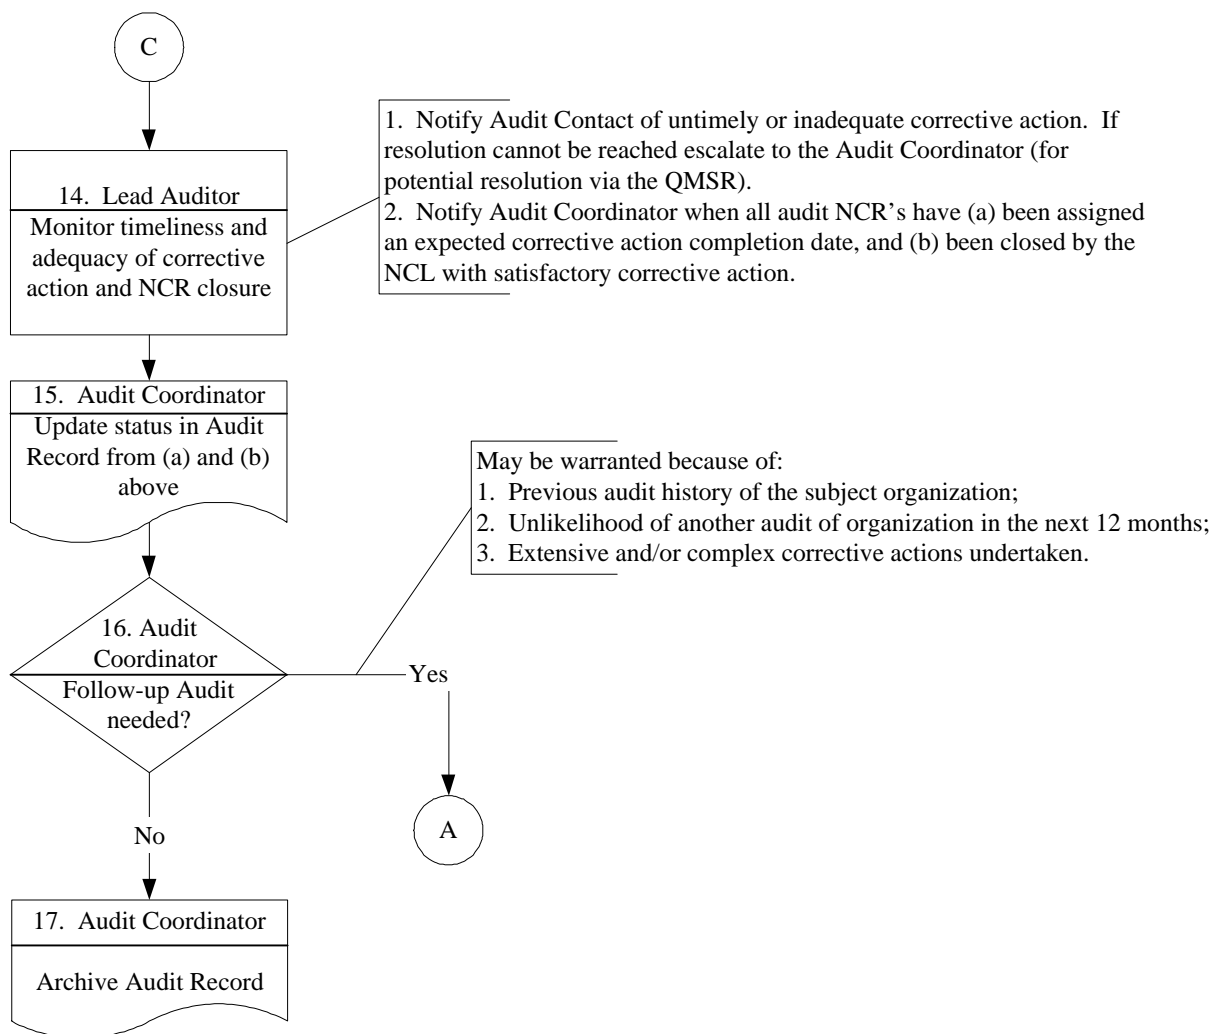 C
1. Notify Audit Contact of untimely or inadequate corrective action. If
resolution cannot be reached escalate to the Audit Coordinator (for
potential resolution via the QMSR).
2. Notify Audit Coordinator when all audit NCR's have (a) been assigned
an expected corrective action completion date, and (b) been closed by the
NCL with satisfactory corrective action.
14. Lead Auditor
Monitor timeliness and
adequacy of corrective
action and NCR closure
15. Audit Coordinator
Update status in Audit
Record from (a) and (b)
above
May be warranted because of:
1. Previous audit history of the subject organization;
2. Unlikelihood of another audit of organization in the next 12 months;
3. Extensive and/or complex corrective actions undertaken.
16. Audit
Coordinator
Follow-up Audit
needed?
Yes
A
No
17. Audit Coordinator
Archive Audit Record